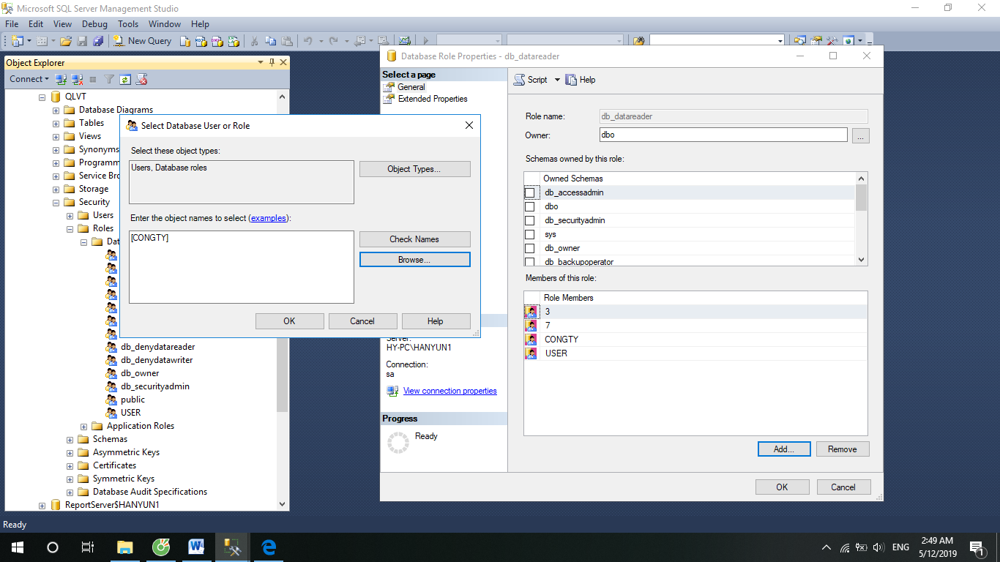 Microsoft SQL Server Management Studio
File Edit View Debug Tools Window Help
New Query
Object Explorer
Connect
QLVT
Database Diagrams
Tables
Views
Synonyms
Programm
Service Bro
Storage
Security
Users
Roles
Dat
db_denydatareader
db_denydatawriter
db_owner
db_securityadmin
public
USER
Application Roles
Schemas
Asymmetric Keys
Certificates
Symmetric Keys
Database Audit Specifications
ReportServer$HANYUN1
Select Database User or Role
Select these object types:
Users, Database roles
Object Types...
Enter the object names to select (examples):
[CONGTY]
Check Names
Browse...
OK Cancel Help
Database Role Properties - db_datareader
Select a page
General
Extended Properties
Server:
HY-PC\HANYUN1
Connection:
sa
View connection properties
Progress
Ready
Script Help
Role name: db_datareader
Owner: dbo ...
Schemas owned by this role:
Owned Schemas
db_accessadmin
dbo
db_securityadmin
sys
db_owner
db_backupoperator
Members of this role:
Role Members
3
7
CONGTY
USER
Add... Remove
OK Cancel
Ready
ENG
2:49 AM
5/12/2019
1